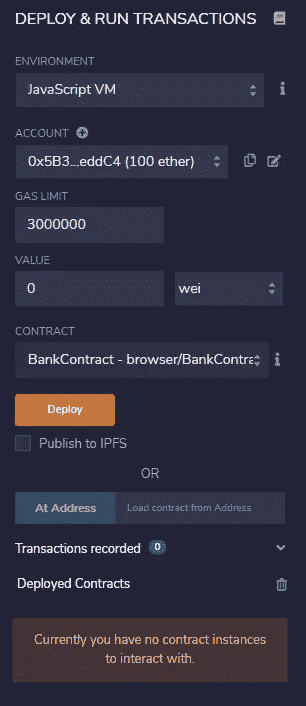 DEPLOY & RUN TRANSACTIONS
ENVIRONMENT
JavaScript VM
ACCOUNT
0x5B3...eddC4 (100 ether)
GAS LIMIT
3000000
VALUE
0 wei
CONTRACT
BankContract - browser/BankContra
Deploy
Publish to IPFS
OR
At Address Load contract from Address
Transactions recorded 0
Deployed Contracts
Currently you have no contract instances
to interact with.